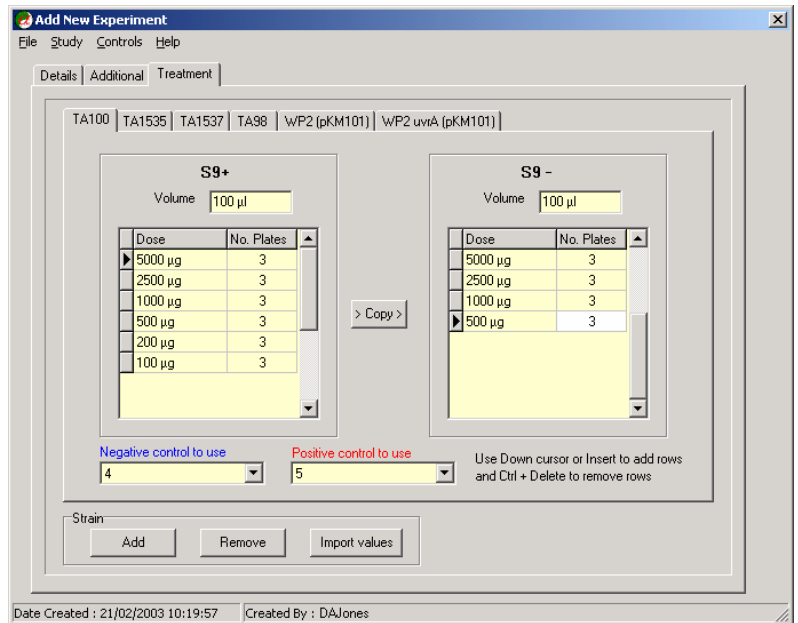 Add New Experiment
File Study Controls Help
Details Additional Treatment
TA100 TA1535 TA1537 TA98 WP2 (pKM101) WP2 uvrA (pKM101)
S9+
Volume 100 µl
Dose No. Plates
5000 µg 3
2500 µg 3
1000 µg 3
500 µg 3
200 µg 3
100 µg 3
> Copy >
S9 -
Volume 100 µl
Dose No. Plates
5000 µg 3
2500 µg 3
1000 µg 3
500 µg 3
Negative control to use
4
Positive control to use
5
Use Down cursor or Insert to add rows
and Ctrl + Delete to remove rows
Strain
Add Remove Import values
Date Created : 21/02/2003 10:19:57 Created By : DAJones